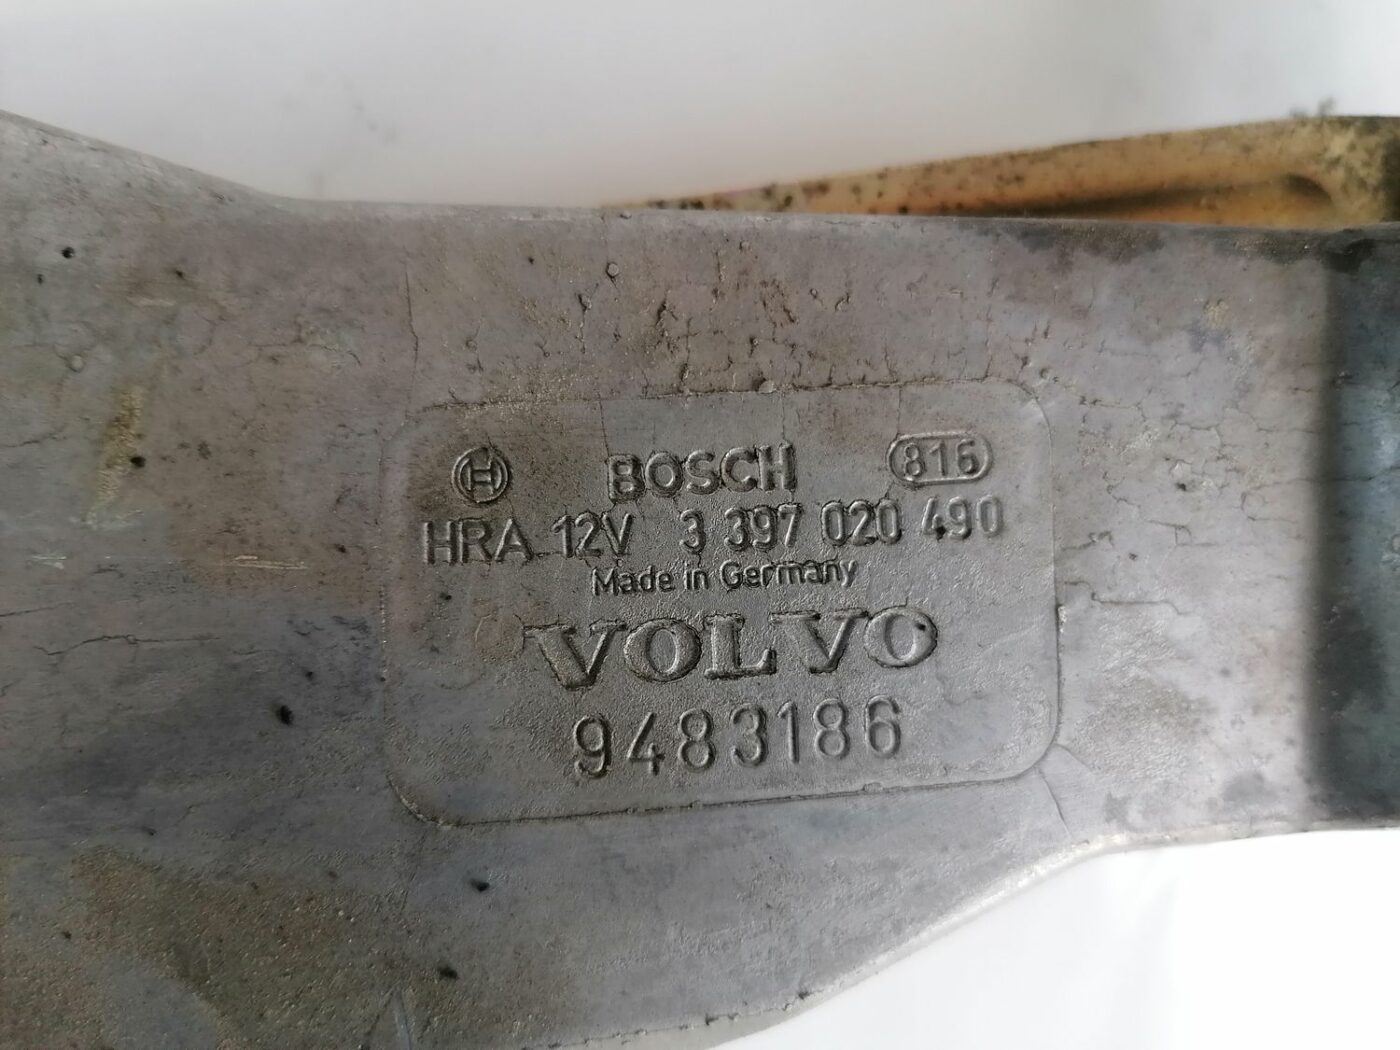 BOSCH 816
HRA 12V 3 397 020 490
Made in Germany
VOLVO
9483186